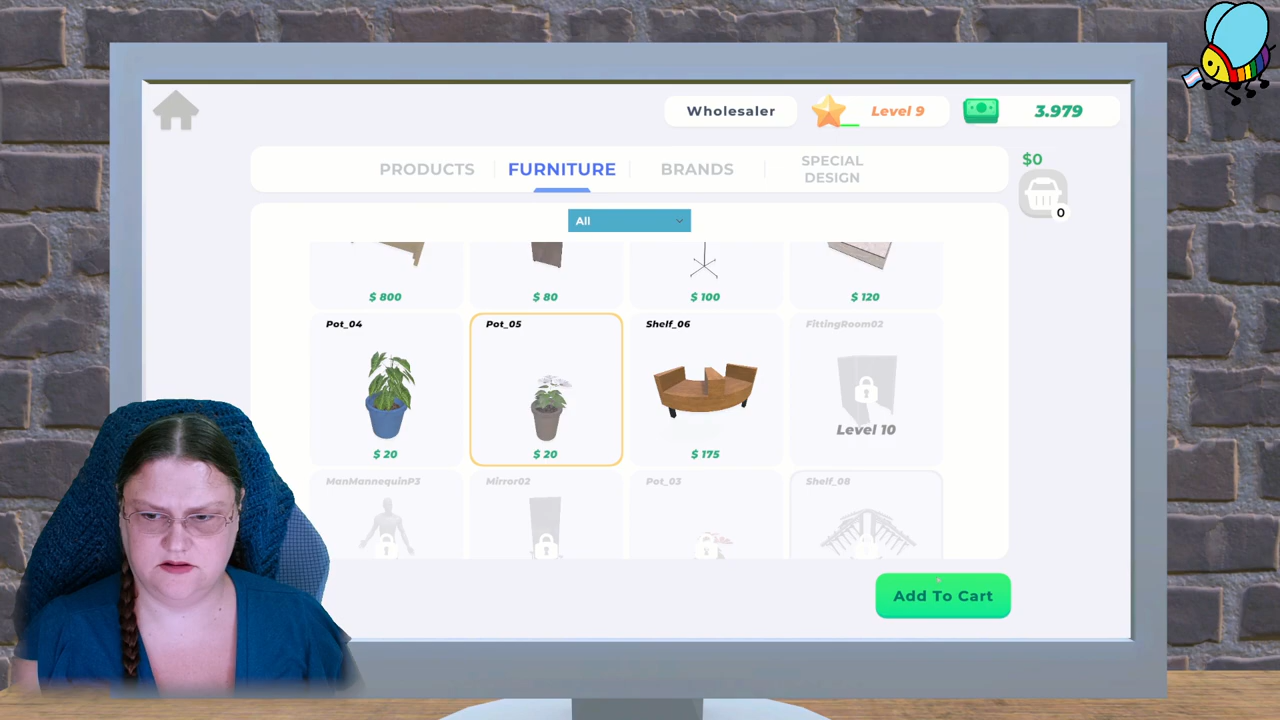 Wholesaler
Level 9
3.979
PRODUCTS
FURNITURE
BRANDS
SPECIAL
DESIGN
$0
0
All
$ 800
$ 80
$ 100
$ 120
Pot_04
Pot_05
Shelf_06
FittingRoom02
Level 10
$ 20
$ 20
$ 175
ManMannequinP3
Mirror02
Pot_03
Shelf_08
Add To Cart